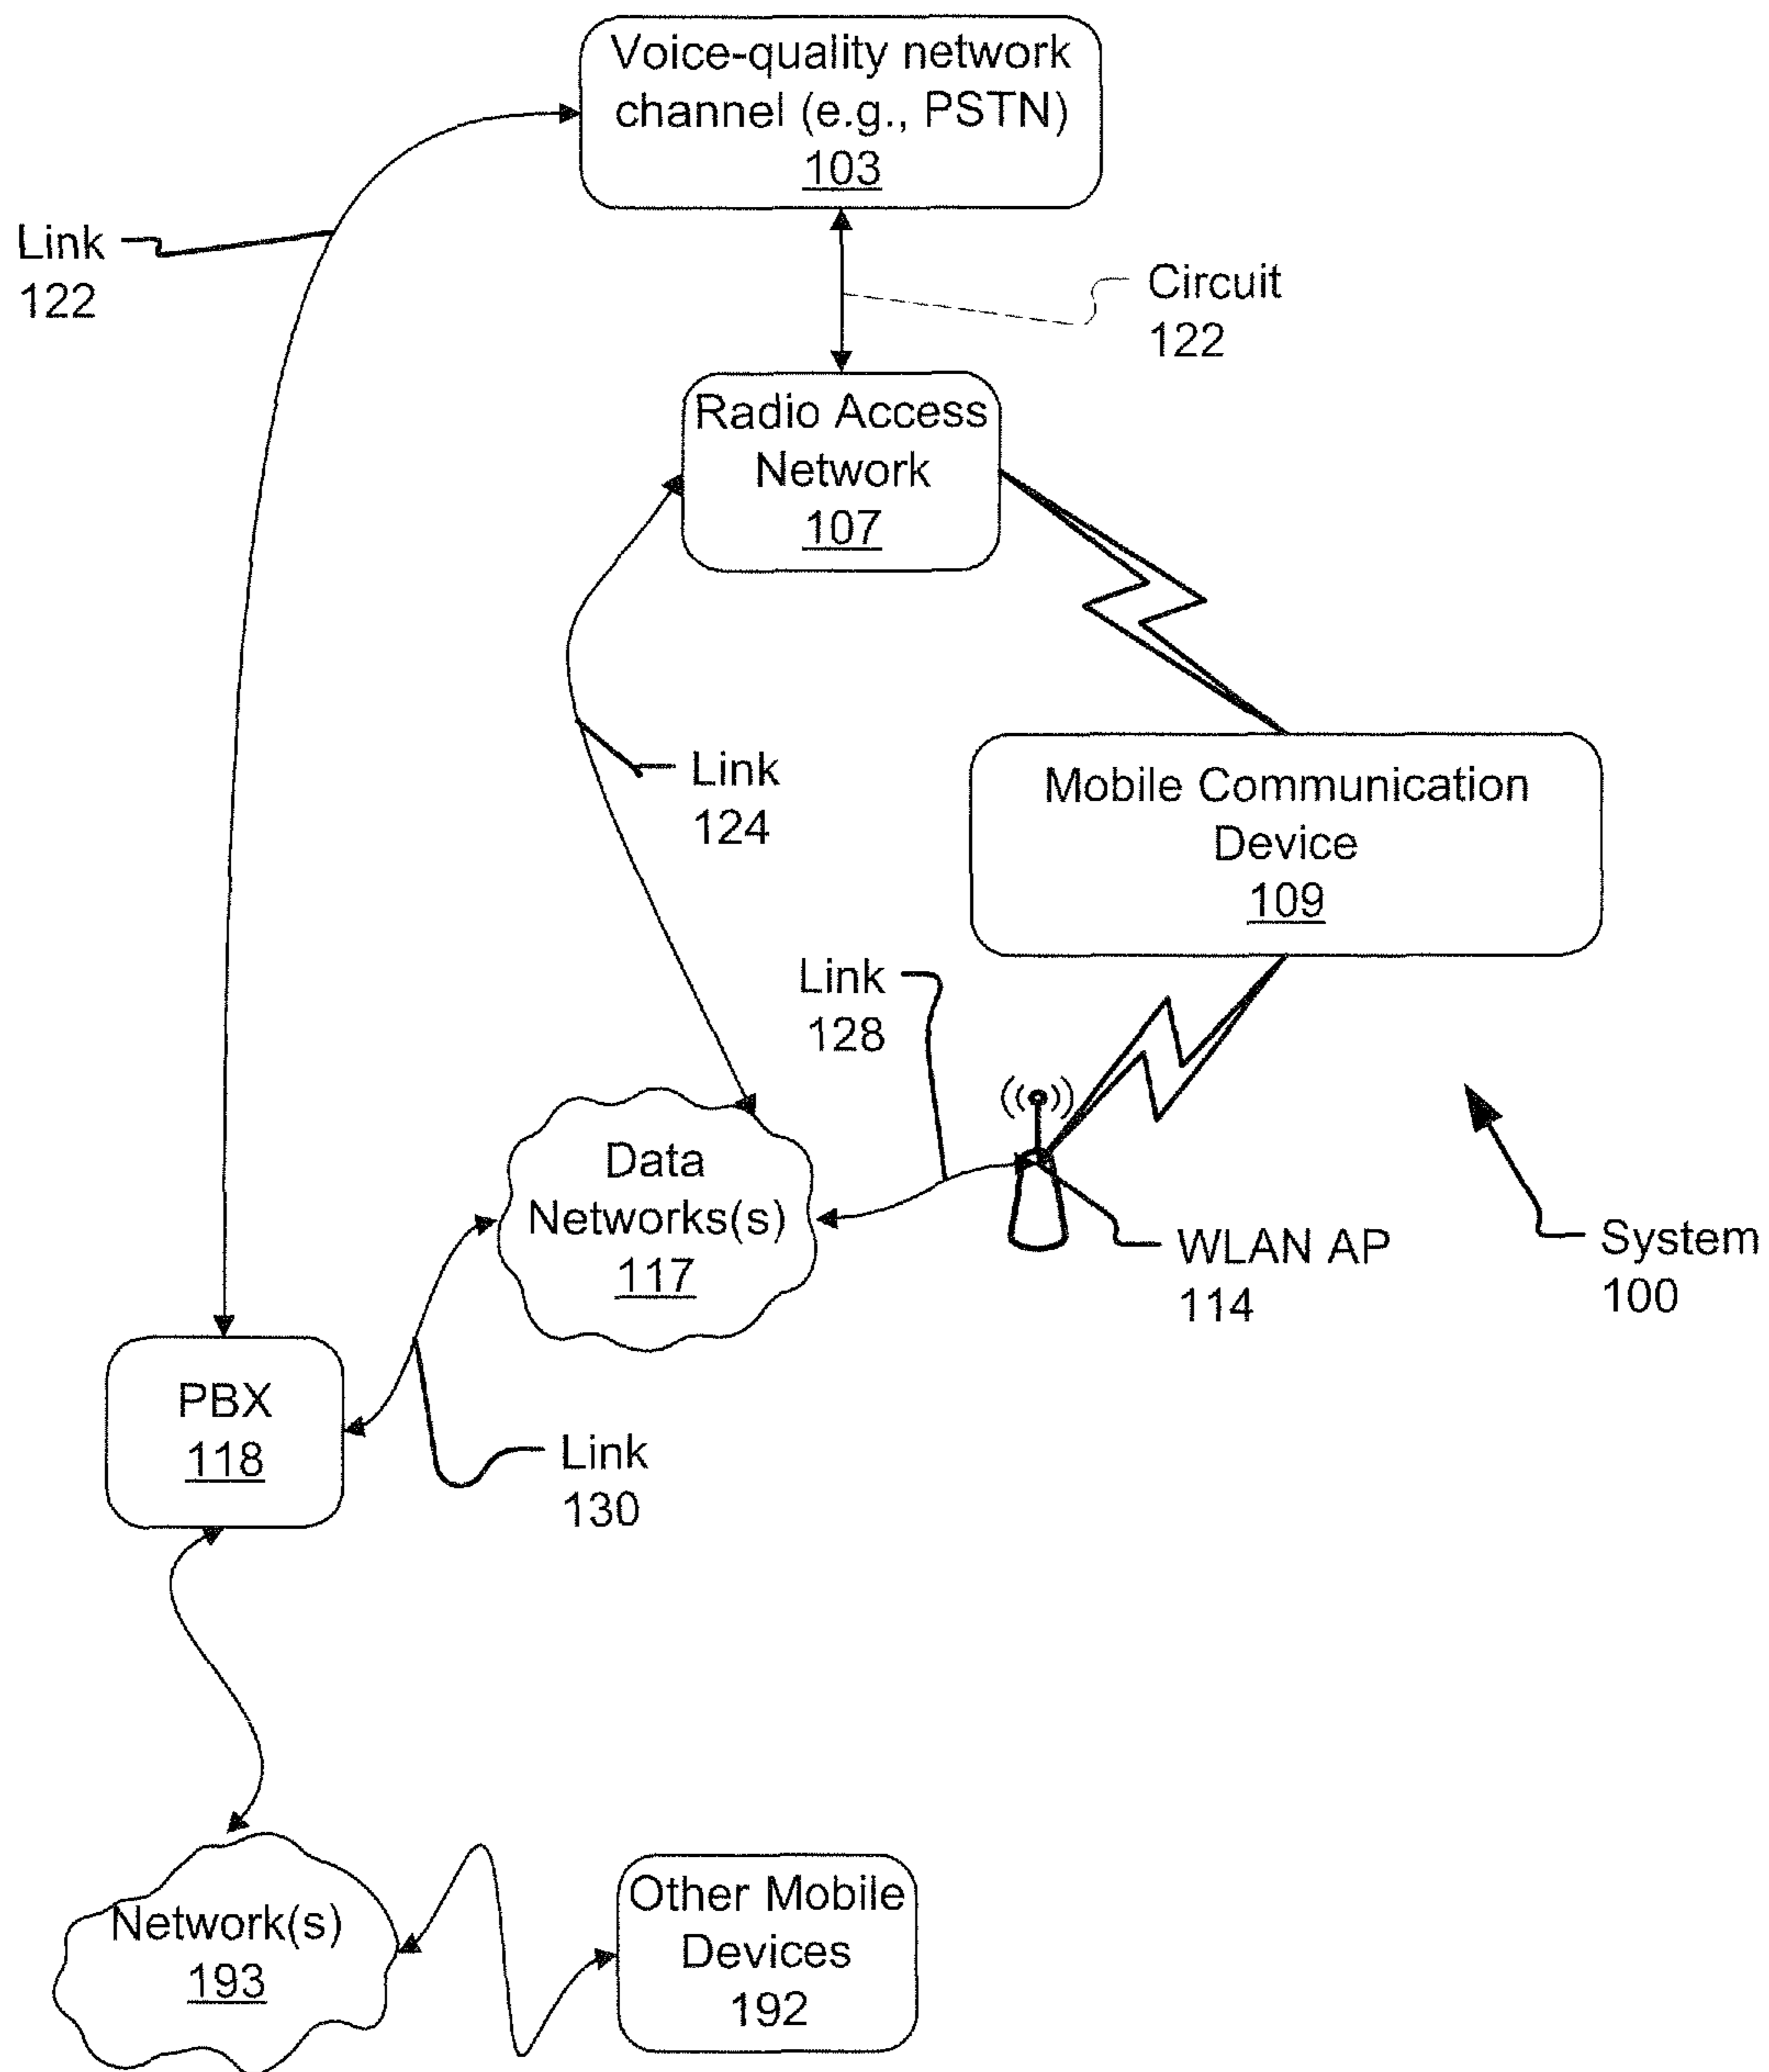 Voice-quality network
channel (e.g., PSTN)
103
Link
122
Circuit
122
Radio Access
Network
107
Link
124
Mobile Communication
Device
109
Link
128
Data
Networks(s)
117
WLAN AP
114
System
100
PBX
118
Link
130
Network(s)
193
Other Mobile
Devices
192